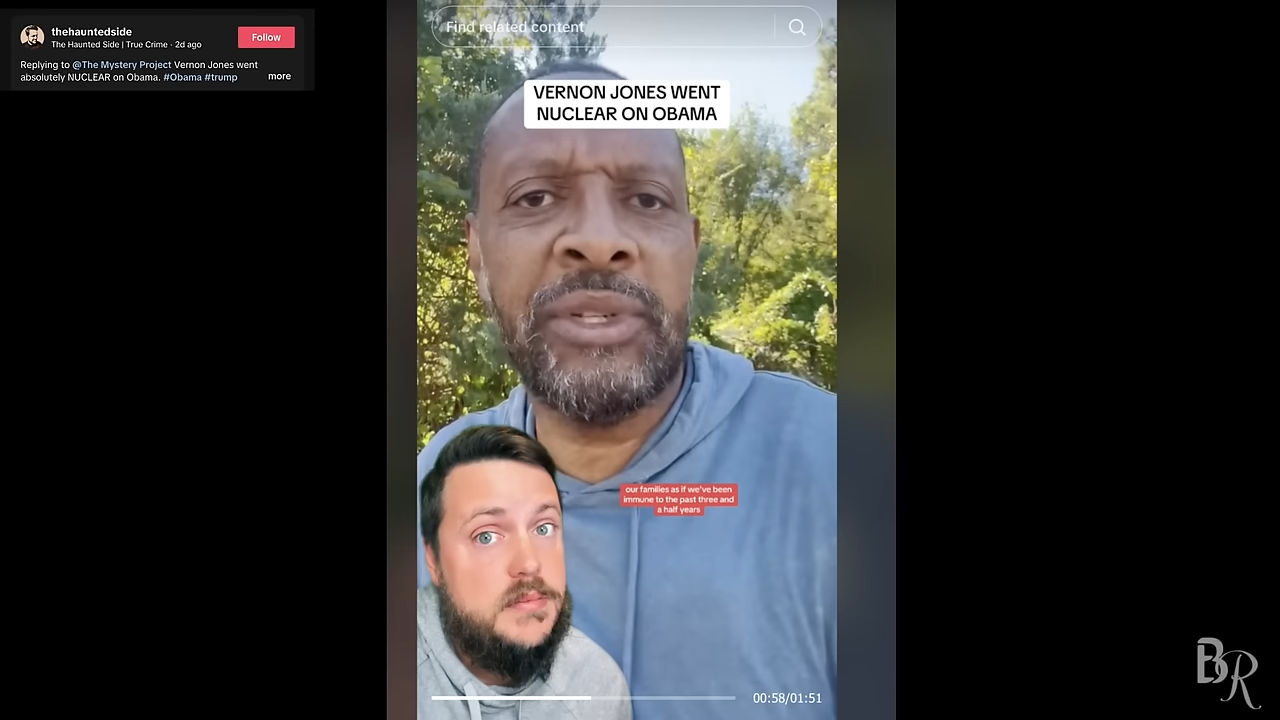 thehauntedside
The Haunted Side | True Crime · 2d ago
Follow
Replying to @The Mystery Project Vernon Jones went
absolutely NUCLEAR on Obama. #Obama #trump
more
Find related content
VERNON JONES WENT
NUCLEAR ON OBAMA
our families as if we've been
immune to the past three and
a half years
00:58/01:51
BR